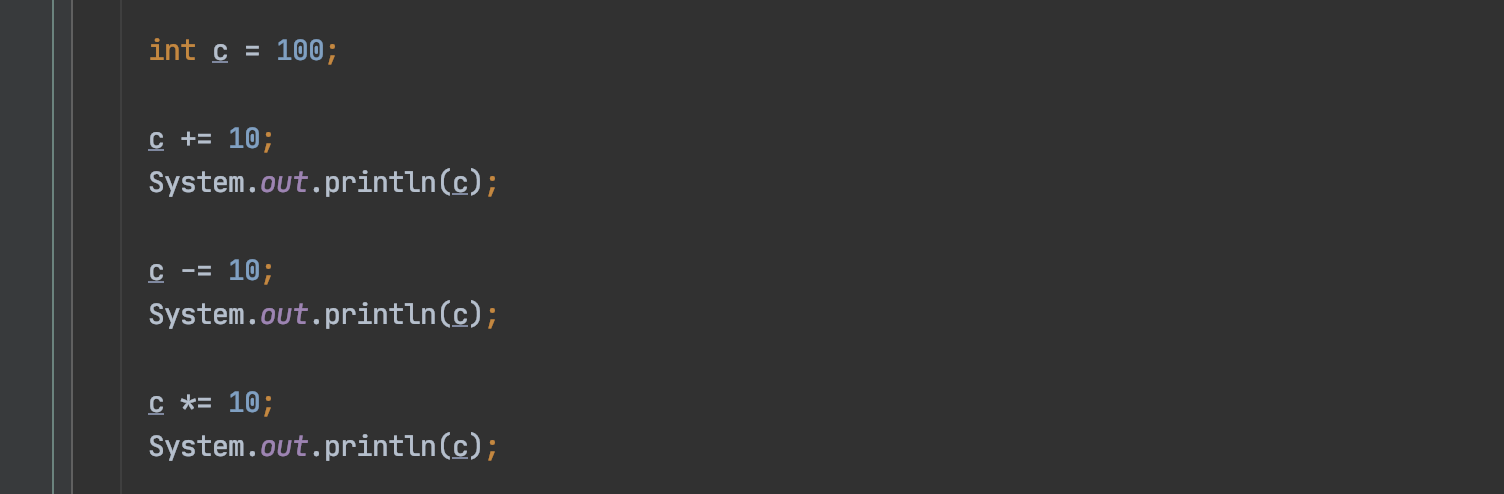 int c = 100;
c += 10;
System.out.println(c);
c -= 10;
System.out.println(c);
c *= 10;
System.out.println(c);